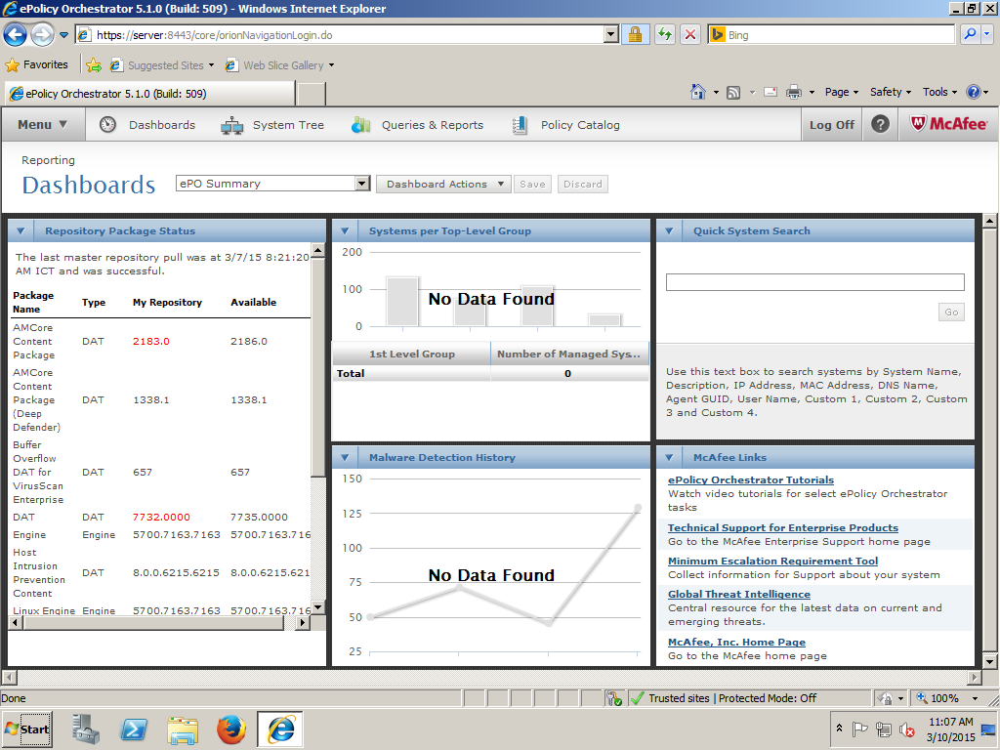 ePolicy Orchestrator 5.1.0 (Build: 509) - Windows Internet Explorer
https://server:8443/core/orionNavigationLogin.do
Bing
Favorites
Suggested Sites
Web Slice Gallery
ePolicy Orchestrator 5.1.0 (Build: 509)
Page
Safety
Tools
Menu
Dashboards
System Tree
Queries & Reports
Policy Catalog
Log Off
McAfee
Reporting
Dashboards
ePO Summary
Dashboard Actions
Save
Discard
Repository Package Status
The last master repository pull was at 3/7/15 8:21:20
AM ICT and was successful.
Package Name Type My Repository Available
AMCore Content Package DAT 2183.0 2186.0
AMCore Content Package (Deep Defender) DAT 1338.1 1338.1
Buffer Overflow DAT for VirusScan Enterprise DAT 657 657
DAT DAT 7732.0000 7735.0000
Engine Engine 5700.7163.7163 5700.7163.716
Host Intrusion Prevention Content DAT 8.0.0.6215.6215 8.0.0.6215.621
Linux Engine Engine 5700.7163.7163 5700.7163.716
Systems per Top-Level Group
200
100
0
No Data Found
1st Level Group Number of Managed Sys...
Total 0
Malware Detection History
150
125
100
75
50
25
No Data Found
Quick System Search
Go
Use this text box to search systems by System Name,
Description, IP Address, MAC Address, DNS Name,
Agent GUID, User Name, Custom 1, Custom 2, Custom
3 and Custom 4.
McAfee Links
ePolicy Orchestrator Tutorials
Watch video tutorials for select ePolicy Orchestrator
tasks
Technical Support for Enterprise Products
Go to the McAfee Enterprise Support home page
Minimum Escalation Requirement Tool
Collect information for Support about your system
Global Threat Intelligence
Central resource for the latest data on current and
emerging threats.
McAfee, Inc. Home Page
Go to the McAfee home page
Done
Trusted sites | Protected Mode: Off
100%
Start
11:07 AM
3/10/2015